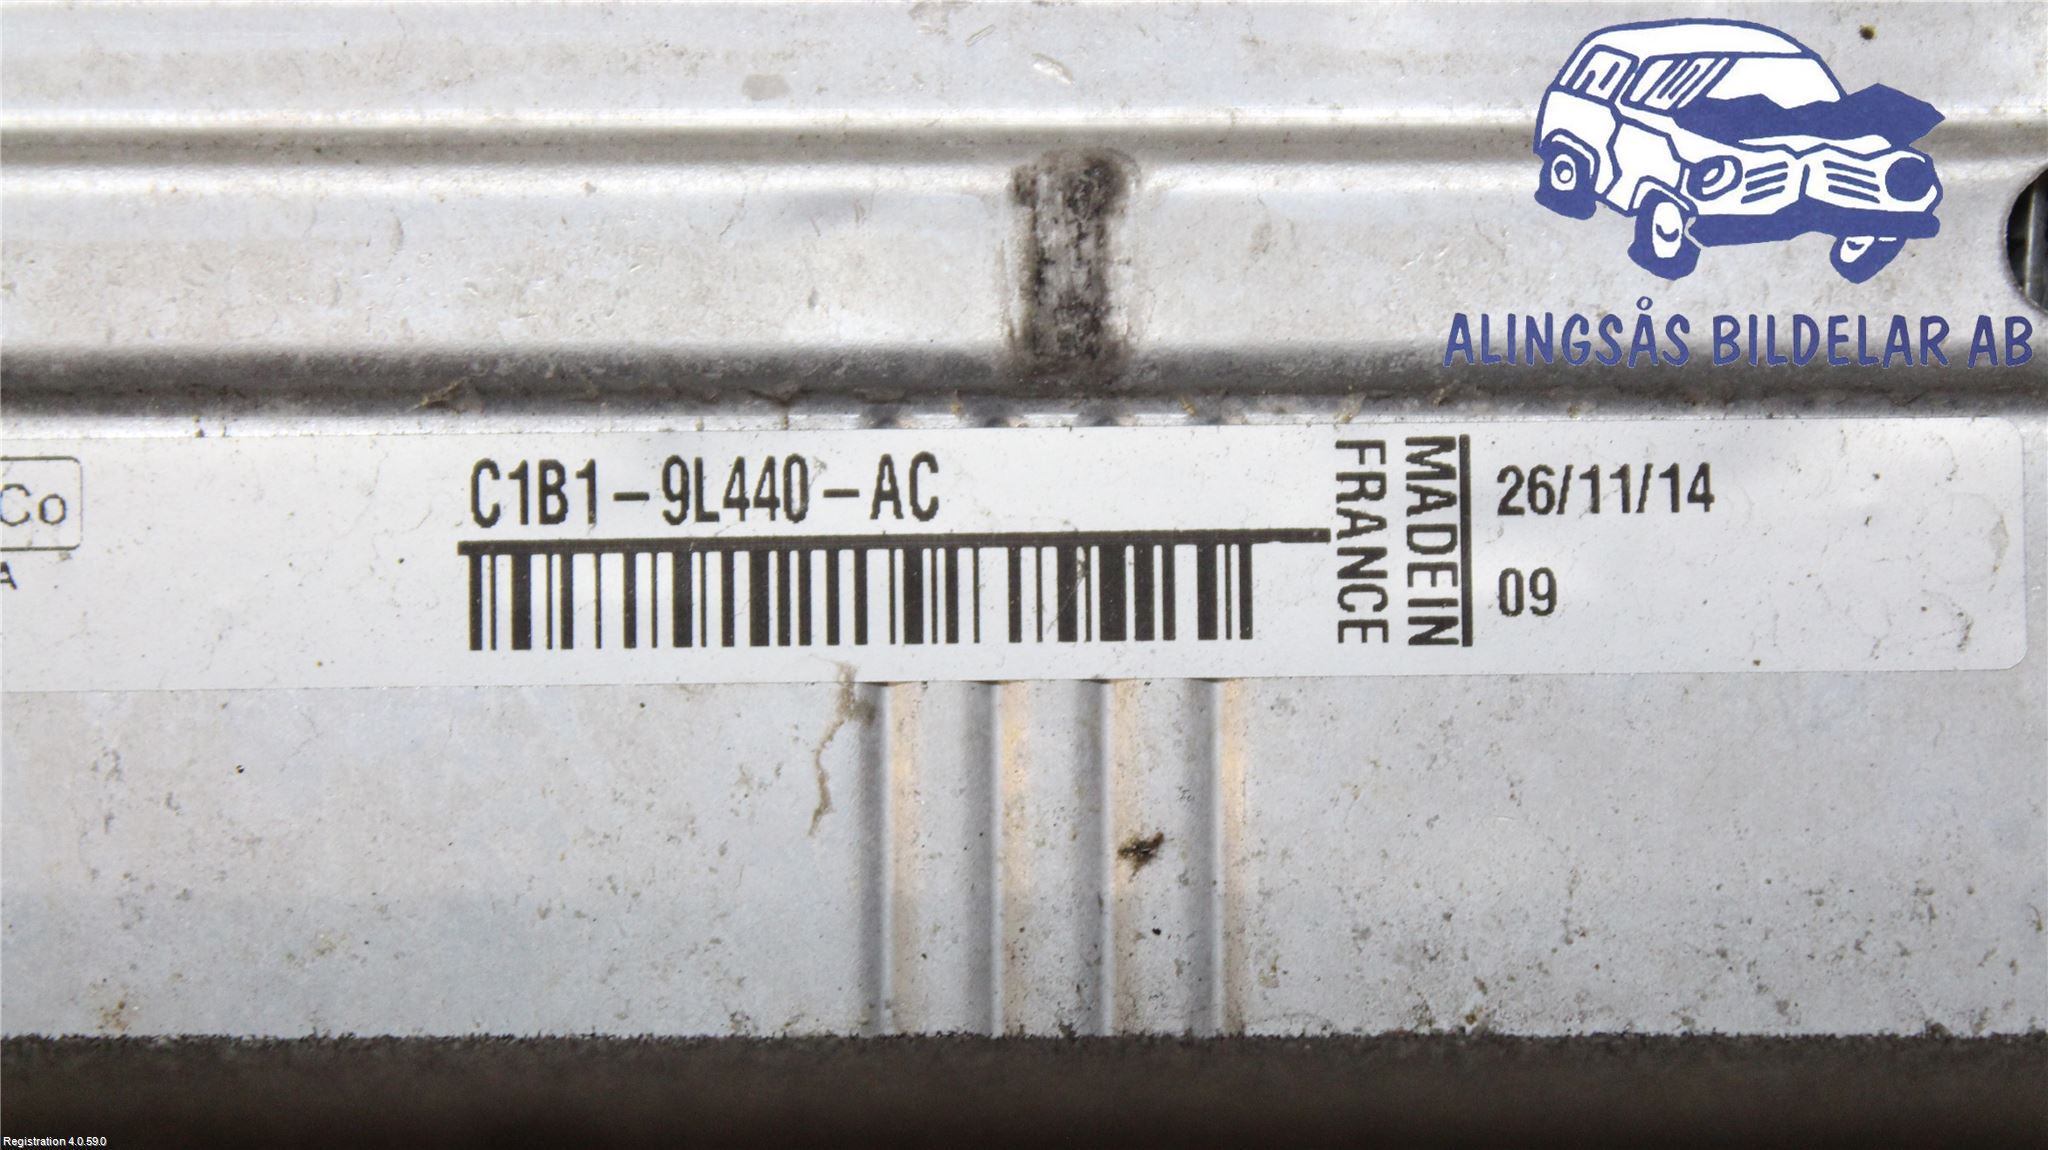 ALINGSÅS BILDELAR AB
Co
A
C1B1-9L440-AC
MADE IN
FRANCE
26/11/14
09
Registration 4.0.59.0